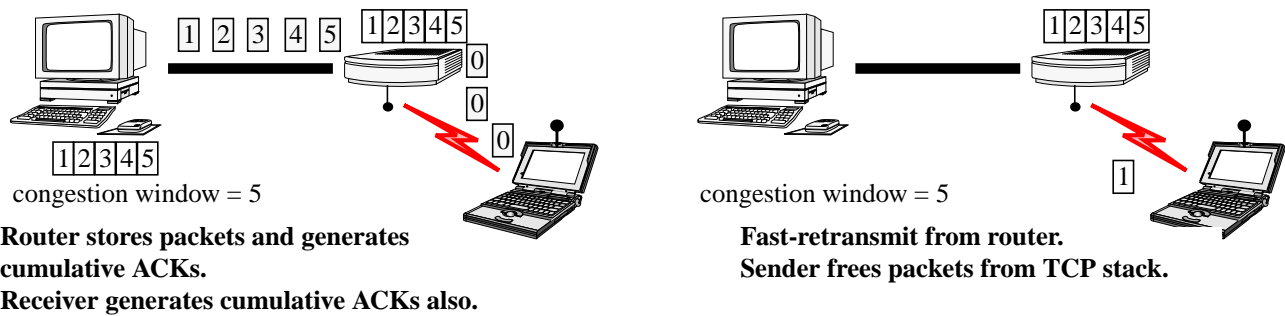 1 2 3 4 5
1 2 3 4 5
0
0
0
1 2 3 4 5
congestion window = 5
Router stores packets and generates
cumulative ACKs.
Receiver generates cumulative ACKs also.
1 2 3 4 5
1
congestion window = 5
Fast-retransmit from router.
Sender frees packets from TCP stack.